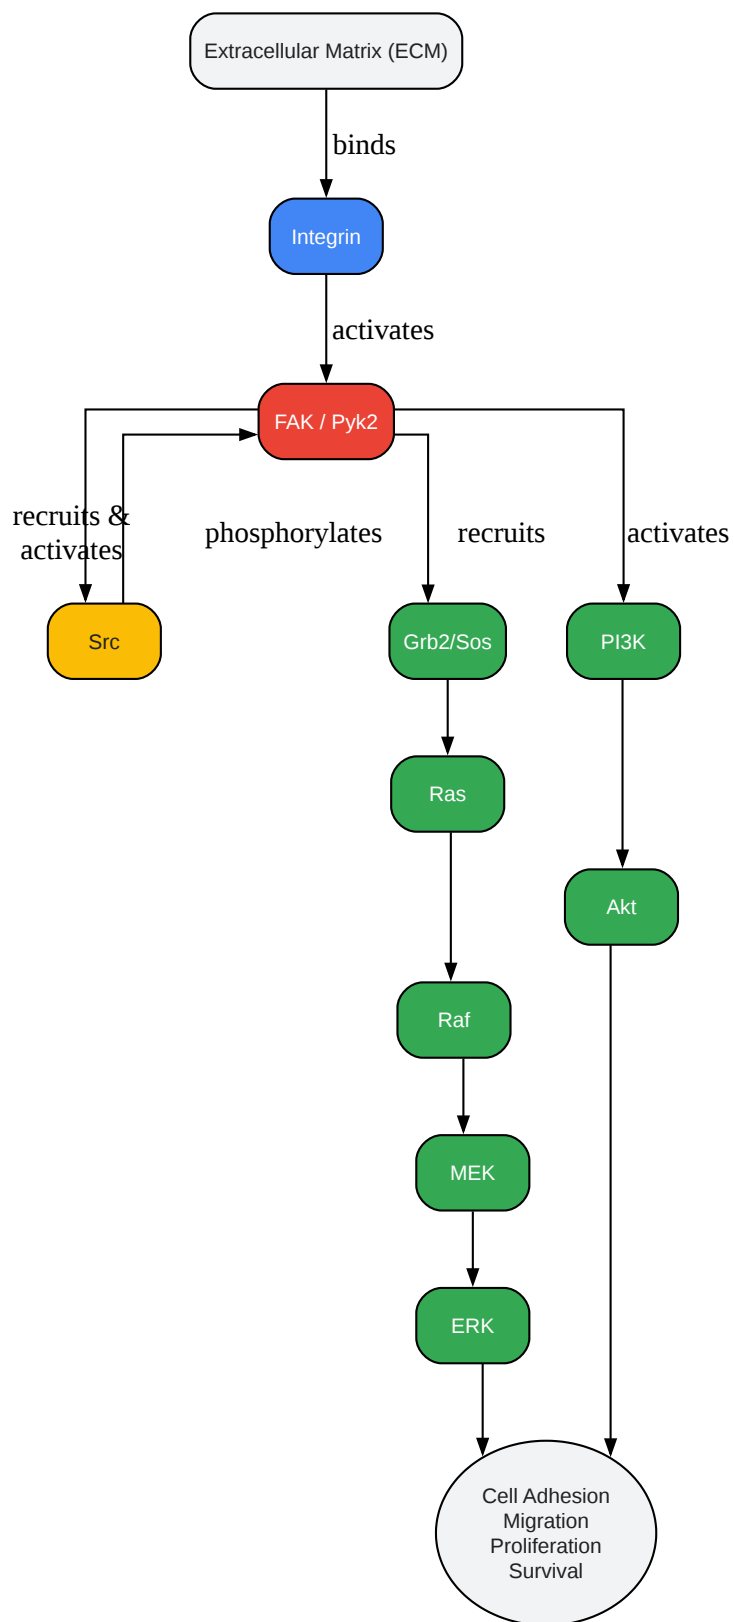 Extracellular Matrix (ECM)
binds
Integrin
activates
FAK / Pyk2
recruits &
activates
phosphorylates
recruits
activates
Src
Grb2/Sos
PI3K
Ras
Akt
Raf
MEK
ERK
Cell Adhesion
Migration
Proliferation
Survival